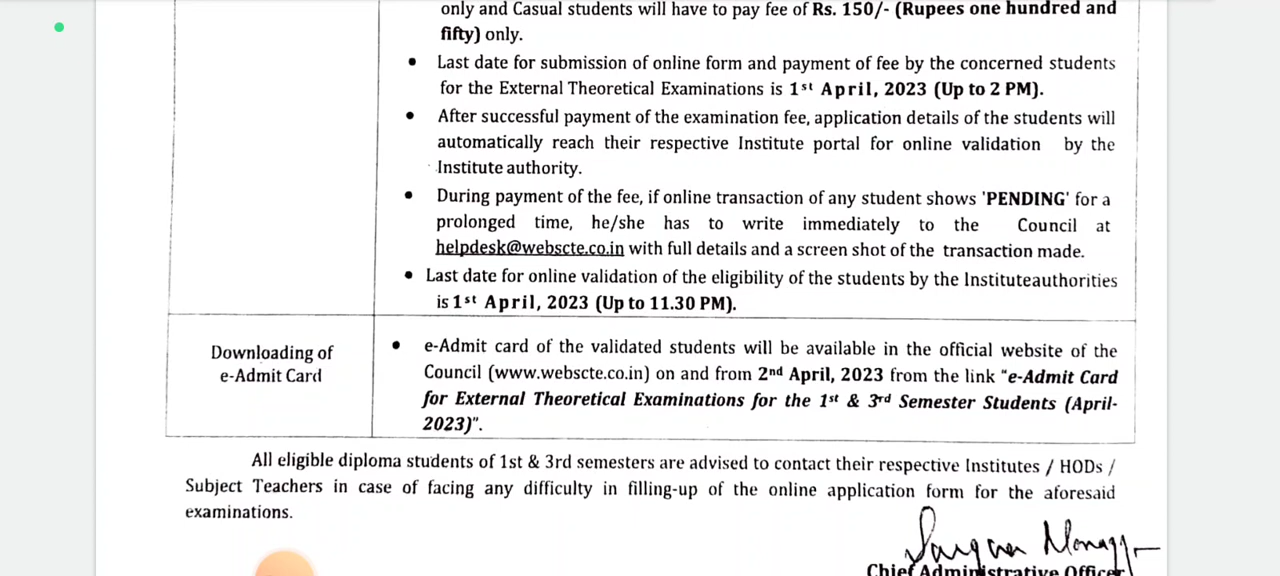 only and Casual students will have to pay fee of Rs. 150/- (Rupees one hundred and
fifty) only.
• Last date for submission of online form and payment of fee by the concerned students
for the External Theoretical Examinations is 1st April, 2023 (Up to 2 PM).
• After successful payment of the examination fee, application details of the students will
automatically reach their respective Institute portal for online validation by the
Institute authority.
• During payment of the fee, if online transaction of any student shows 'PENDING' for a
prolonged time, he/she has to write immediately to the Council at
helpdesk@webscte.co.in with full details and a screen shot of the transaction made.
• Last date for online validation of the eligibility of the students by the Instituteauthorities
is 1st April, 2023 (Up to 11.30 PM).
Downloading of
e-Admit Card
• e-Admit card of the validated students will be available in the official website of the
Council (www.webscte.co.in) on and from 2nd April, 2023 from the link "e-Admit Card
for External Theoretical Examinations for the 1st & 3rd Semester Students (April-
2023)".
All eligible diploma students of 1st & 3rd semesters are advised to contact their respective Institutes / HODs /
Subject Teachers in case of facing any difficulty in filling-up of the online application form for the aforesaid
examinations.
Chief Administrative Officer